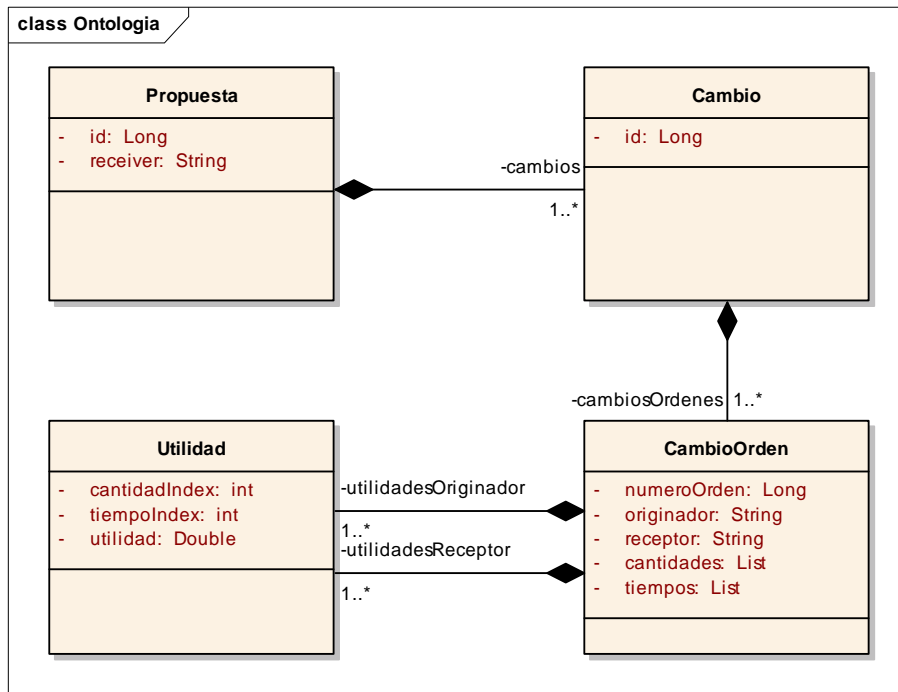 class Ontologia
Propuesta
- id: Long
- receiver: String
Cambio
- id: Long
-cambios
1..*
-cambiosOrdenes 1..*
Utilidad
- cantidadIndex: int
- tiempoIndex: int
- utilidad: Double
-utilidadesOriginador
1..*
-utilidadesReceptor
1..*
CambioOrden
- numeroOrden: Long
- originador: String
- receptor: String
- cantidades: List
- tiempos: List